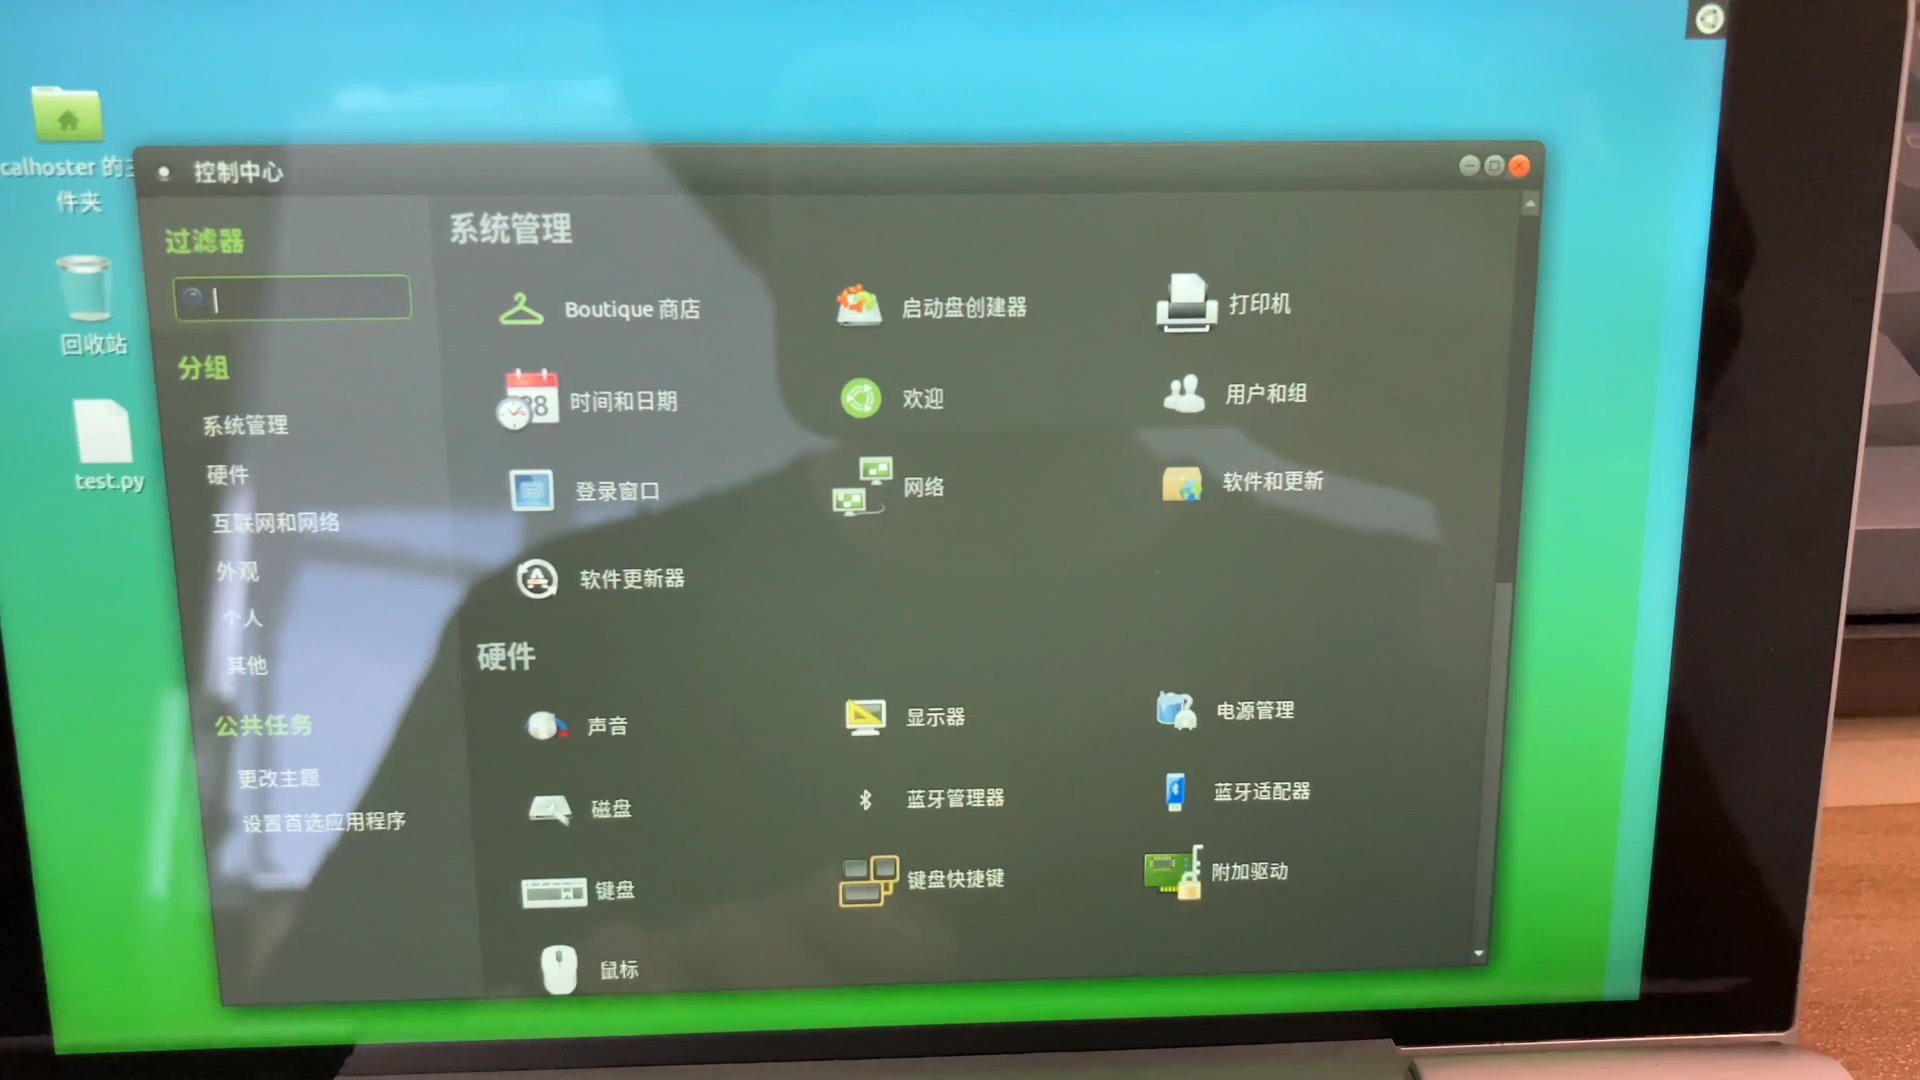 calhoster 的主
件夹
回收站
test.py
控制中心
过滤器
分组
系统管理
硬件
互联网和网络
外观
个人
其他
公共任务
更改主题
设置首选应用程序
系统管理
Boutique 商店
启动盘创建器
打印机
时间和日期
欢迎
用户和组
登录窗口
网络
软件和更新
软件更新器
硬件
声音
显示器
电源管理
磁盘
蓝牙管理器
蓝牙适配器
键盘
键盘快捷键
附加驱动
鼠标